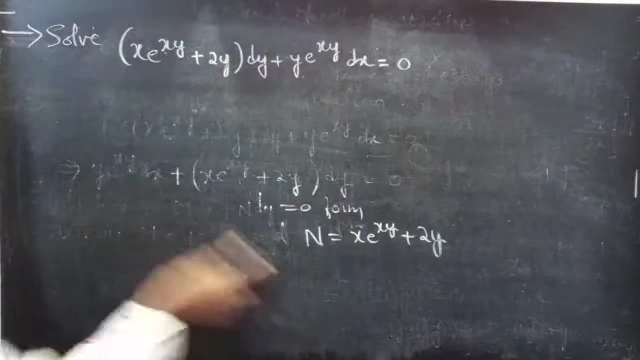 → Solve (xe^{xy} + 2y) dy + ye^{xy} dx = 0
⇒ ye^{xy} dx + (xe^{xy} + 2y) dy = 0
N dy = 0 form
N = xe^{xy} + 2y